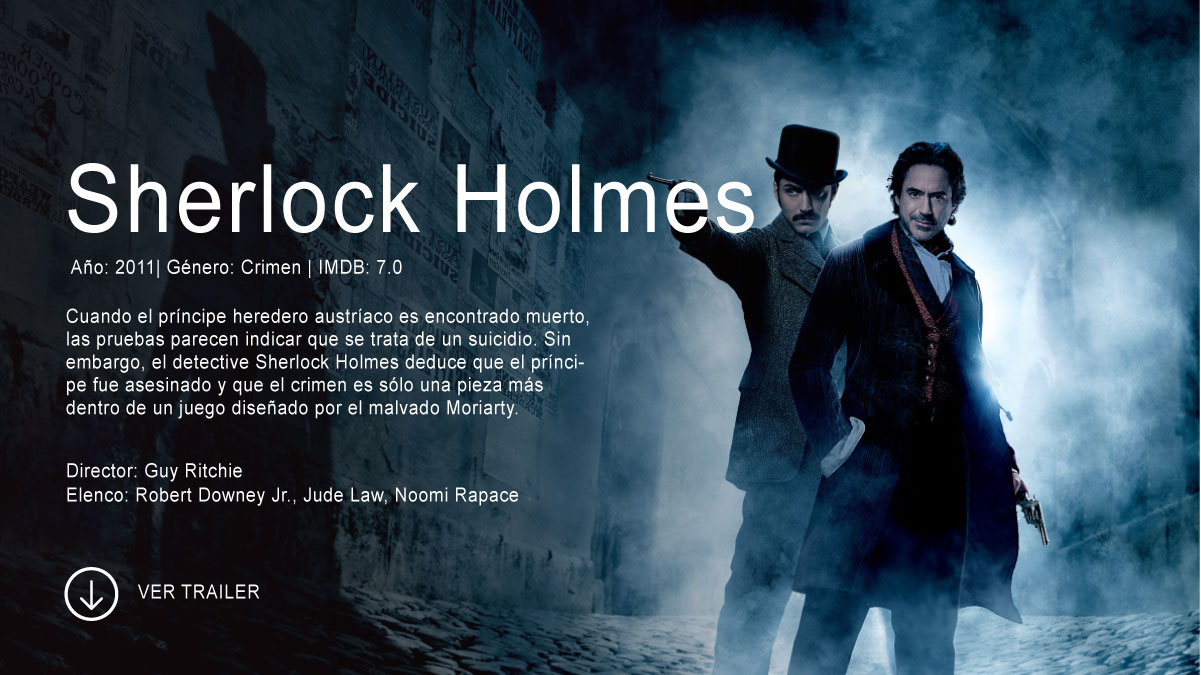 Sherlock Holmes
Año: 2011| Género: Crimen | IMDB: 7.0
Cuando el príncipe heredero austríaco es encontrado muerto,
las pruebas parecen indicar que se trata de un suicidio. Sin
embargo, el detective Sherlock Holmes deduce que el prínci-
pe fue asesinado y que el crimen es sólo una pieza más
dentro de un juego diseñado por el malvado Moriarty.
Director: Guy Ritchie
Elenco: Robert Downey Jr., Jude Law, Noomi Rapace
VER TRAILER